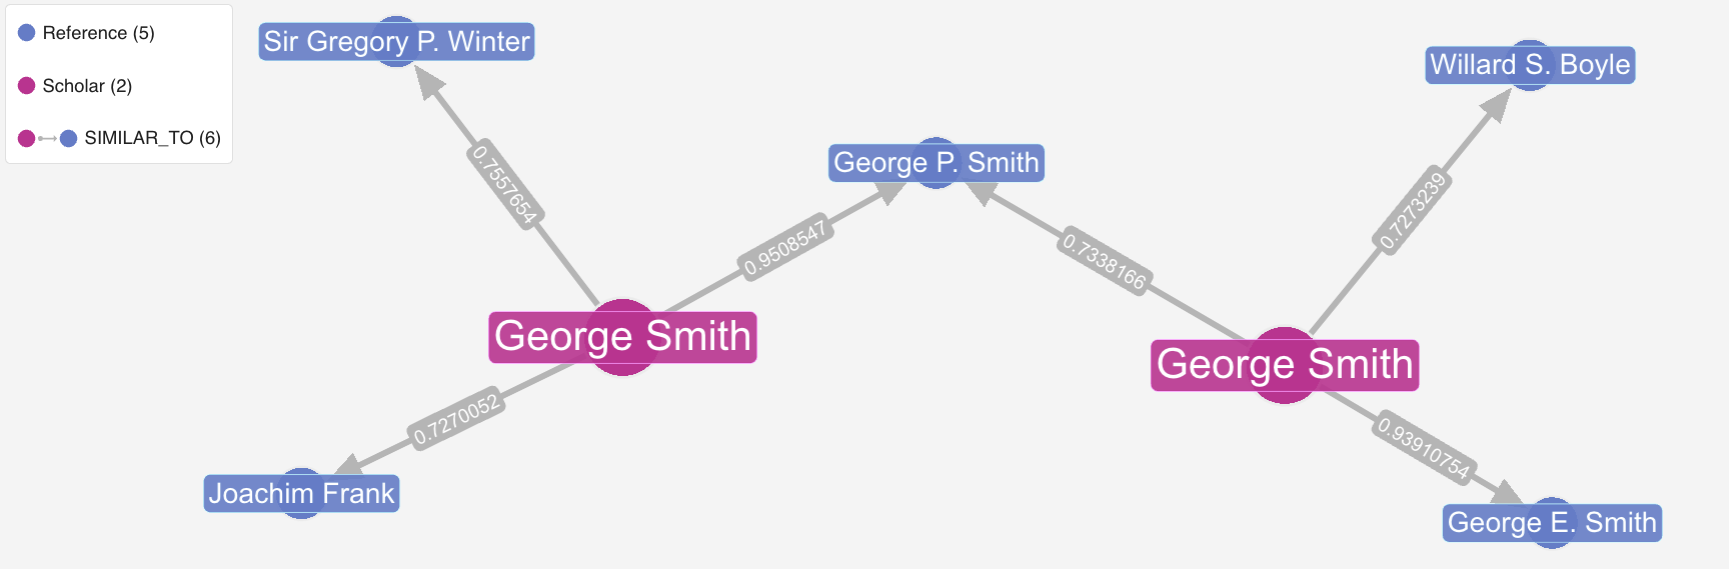 Reference (5)
Scholar (2)
SIMILAR_TO (6)
Sir Gregory P. Winter
Willard S. Boyle
George P. Smith
0.7557654
0.9508547
0.7338166
0.7273239
George Smith
George Smith
0.7270052
0.93910754
Joachim Frank
George E. Smith